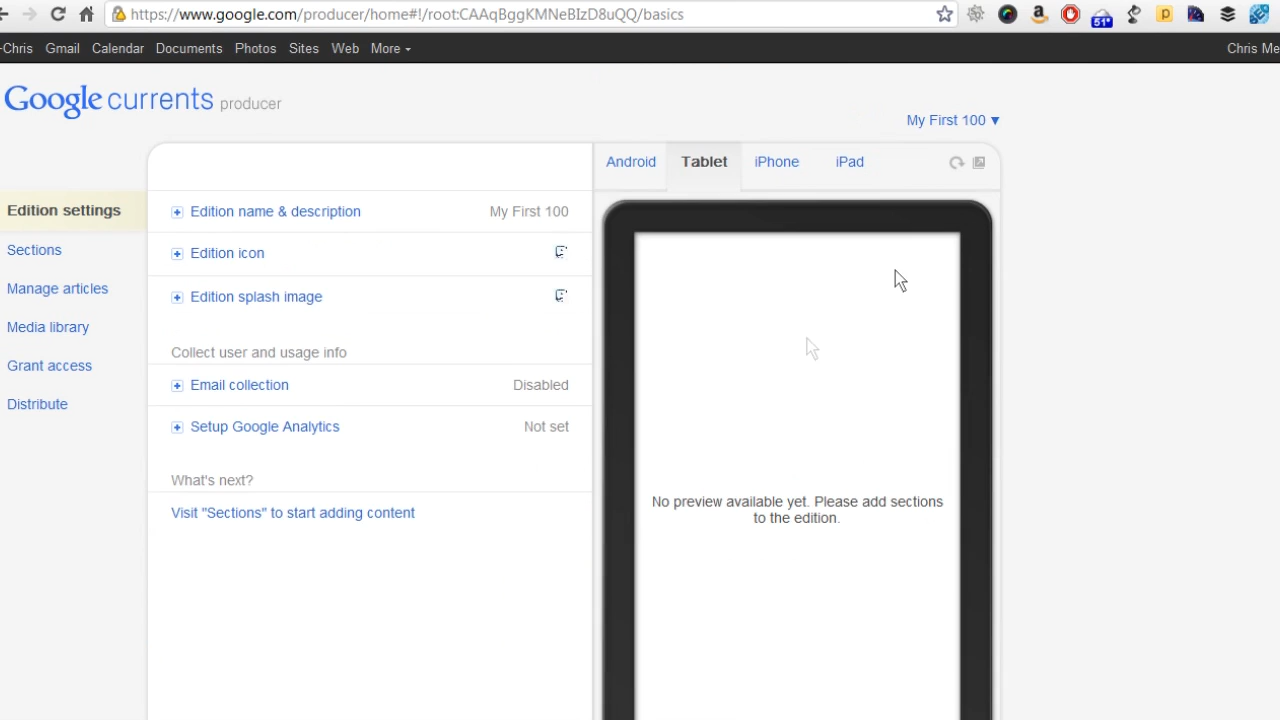 https://www.google.com/producer/home#!/root:CAAqBggKMNeBIzD8uQQ/basics
51°
p
+Chris Gmail Calendar Documents Photos Sites Web More
Chris Me
Google currents producer
My First 100 ▼
Android Tablet iPhone iPad
Edition settings
Sections
Manage articles
Media library
Grant access
Distribute
Edition name & description My First 100
Edition icon
Edition splash image
Collect user and usage info
Email collection Disabled
Setup Google Analytics Not set
What's next?
Visit "Sections" to start adding content
No preview available yet. Please add sections
to the edition.